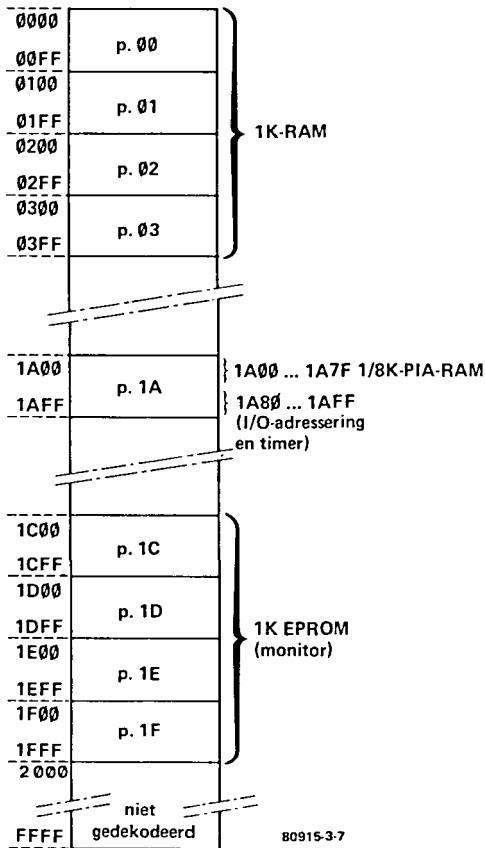 0000
p. 00
00FF
0100
p. 01
01FF
0200
p. 02
02FF
0300
p. 03
03FF
1K-RAM
1A00
p. 1A
1AFF
1A00 ... 1A7F 1/8K-PIA-RAM
1A80 ... 1AFF
(I/O-adressering
en timer)
1C00
p. 1C
1CFF
1D00
p. 1D
1DFF
1E00
p. 1E
1EFF
1F00
p. 1F
1FFF
1K EPROM
(monitor)
2000
niet
gedekodeerd
FFFF
80915-3-7